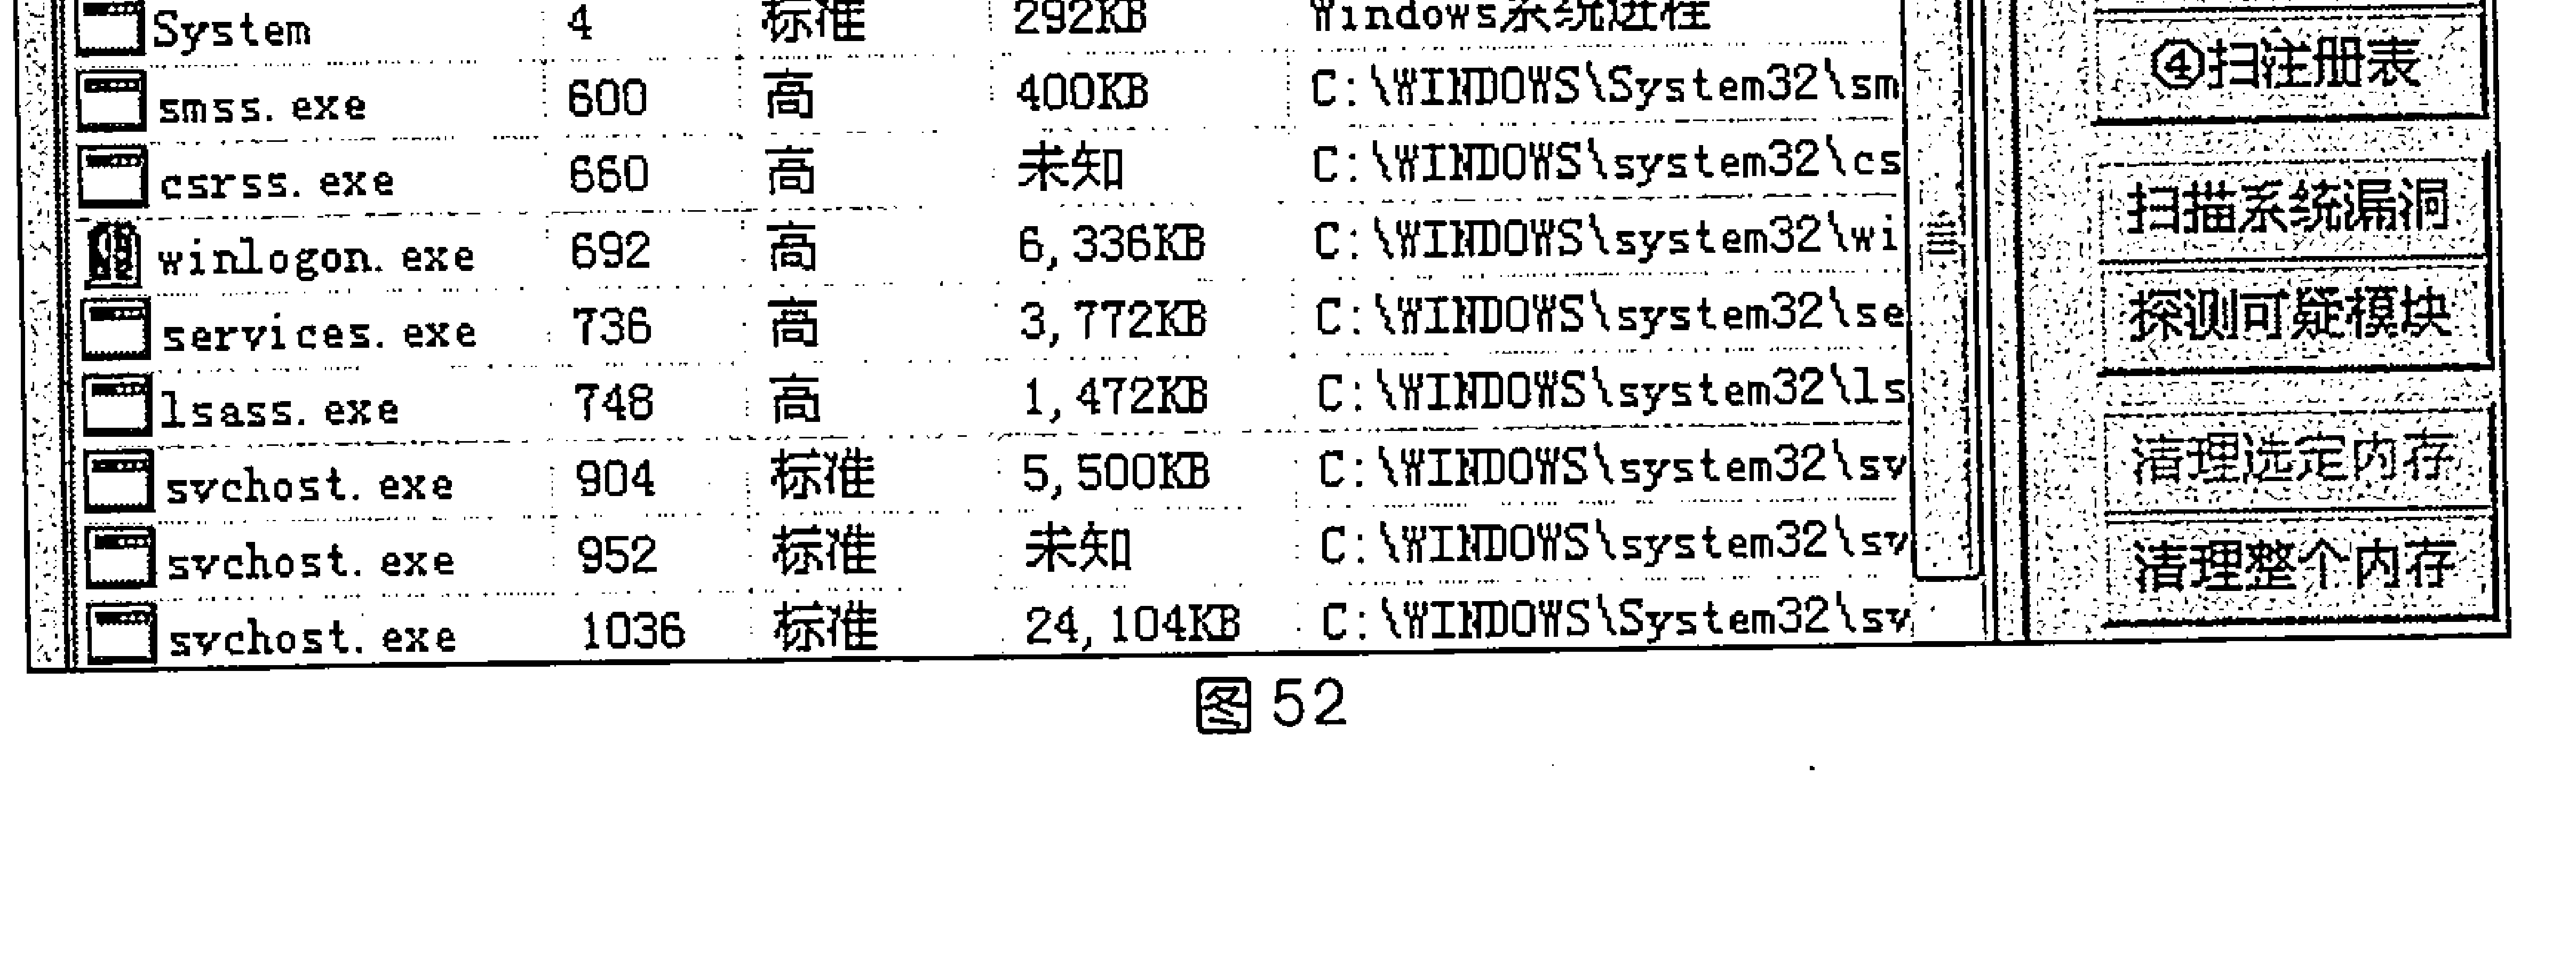 System 4 标准 292KB Windows系统进程
smss.exe 600 高 400KB C:\WINDOWS\System32\sm
csrss.exe 660 高 未知 C:\WINDOWS\system32\cs
winlogon.exe 692 高 6,336KB C:\WINDOWS\system32\wi
services.exe 736 高 3,772KB C:\WINDOWS\system32\se
lsass.exe 748 高 1,472KB C:\WINDOWS\system32\ls
svchost.exe 904 标准 5,500KB C:\WINDOWS\system32\sv
svchost.exe 952 标准 未知 C:\WINDOWS\system32\sv
svchost.exe 1036 标准 24,104KB C:\WINDOWS\System32\sv
④扫注册表
扫描系统漏洞
探测可疑模块
清理选定内存
清理整个内存
图52